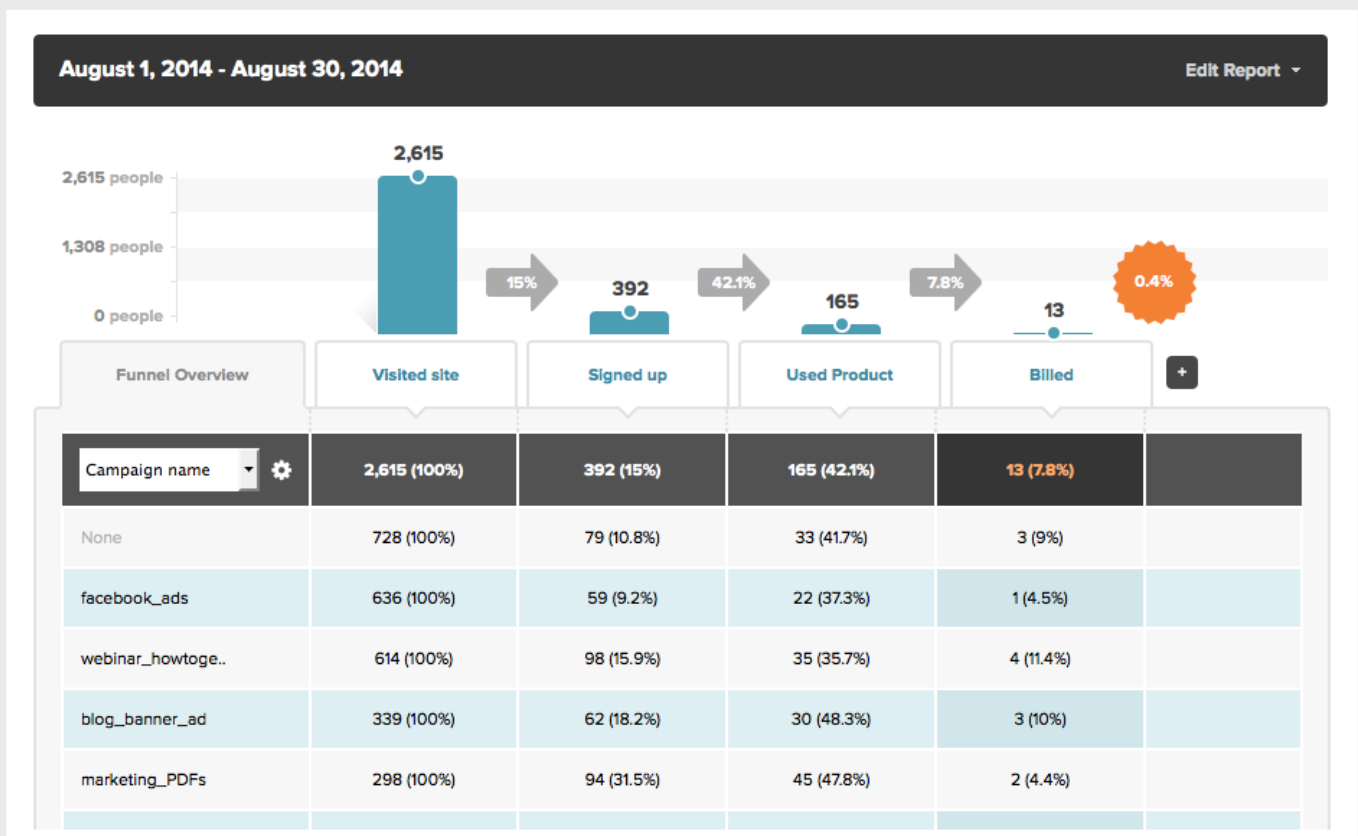 August 1, 2014 - August 30, 2014
Edit Report
2,615
2,615 people
1,308 people
0 people
15%
392
42.1%
165
7.8%
13
0.4%
Funnel Overview
Visited site
Signed up
Used Product
Billed
+
Campaign name
2,615 (100%)
392 (15%)
165 (42.1%)
13 (7.8%)
None
728 (100%)
79 (10.8%)
33 (41.7%)
3 (9%)
facebook_ads
636 (100%)
59 (9.2%)
22 (37.3%)
1 (4.5%)
webinar_howtoge..
614 (100%)
98 (15.9%)
35 (35.7%)
4 (11.4%)
blog_banner_ad
339 (100%)
62 (18.2%)
30 (48.3%)
3 (10%)
marketing_PDFs
298 (100%)
94 (31.5%)
45 (47.8%)
2 (4.4%)